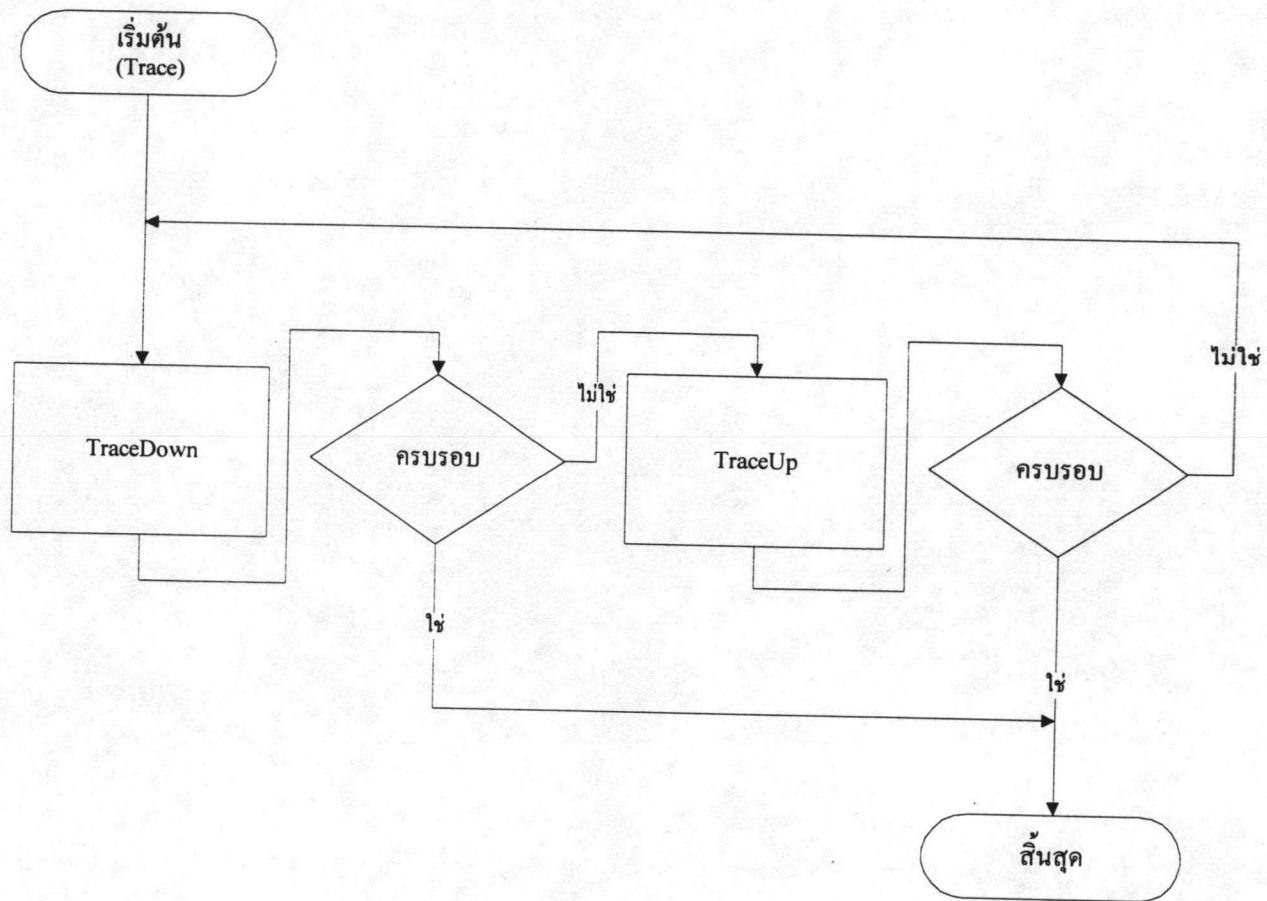 เริ่มต้น
(Trace)
TraceDown
ครบรอบ
ไม่ใช่
TraceUp
ครบรอบ
ไม่ใช่
ใช่
ใช่
สิ้นสุด